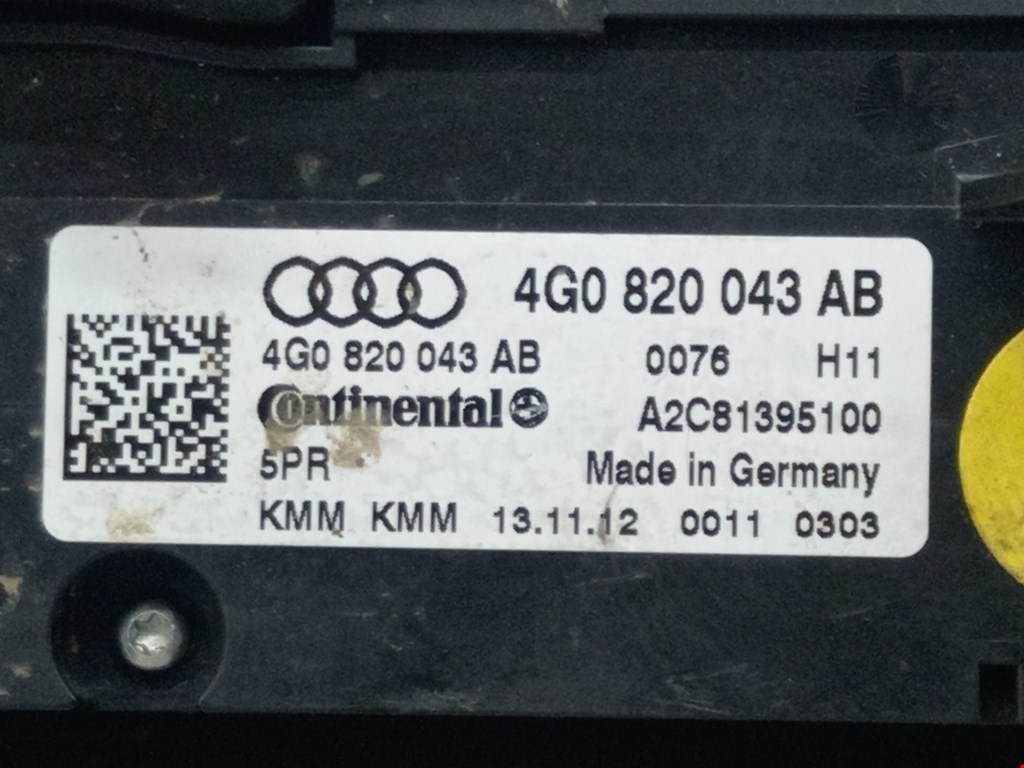 4G0 820 043 AB
4G0 820 043 AB 0076 H11
Continental A2C81395100
5PR Made in Germany
KMM KMM 13.11.12 0011 0303